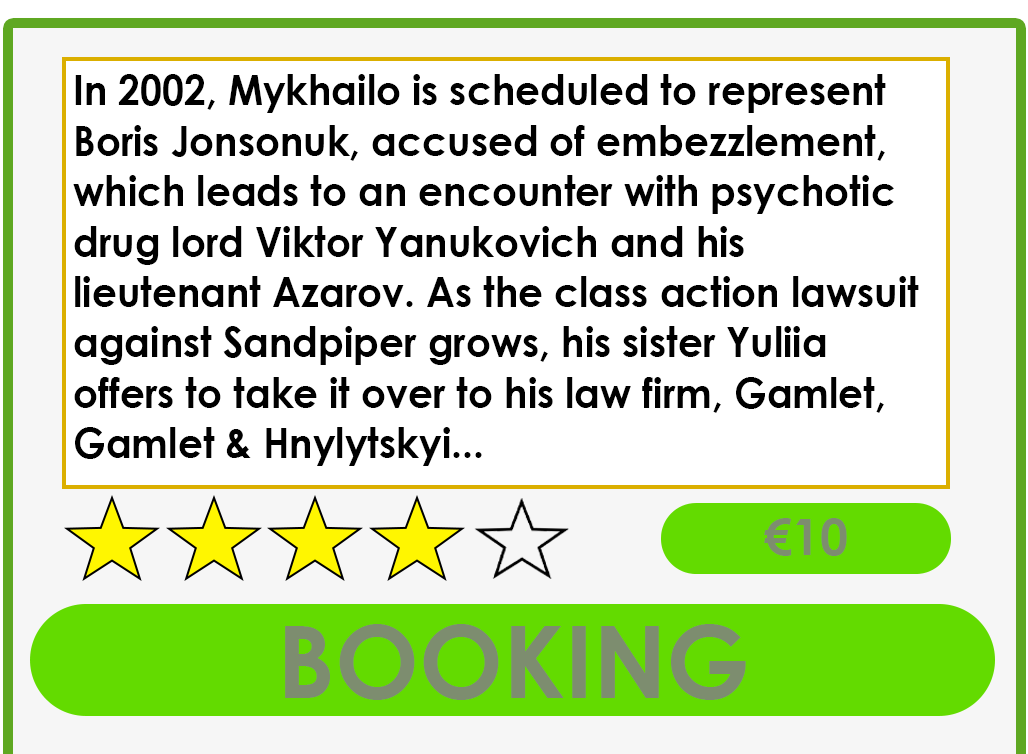 In 2002, Mykhailo is scheduled to represent
Boris Jonsonuk, accused of embezzlement,
which leads to an encounter with psychotic
drug lord Viktor Yanukovich and his
lieutenant Azarov. As the class action lawsuit
against Sandpiper grows, his sister Yuliia
offers to take it over to his law firm, Gamlet,
Gamlet & Hnylytskyi...
€10
BOOKING